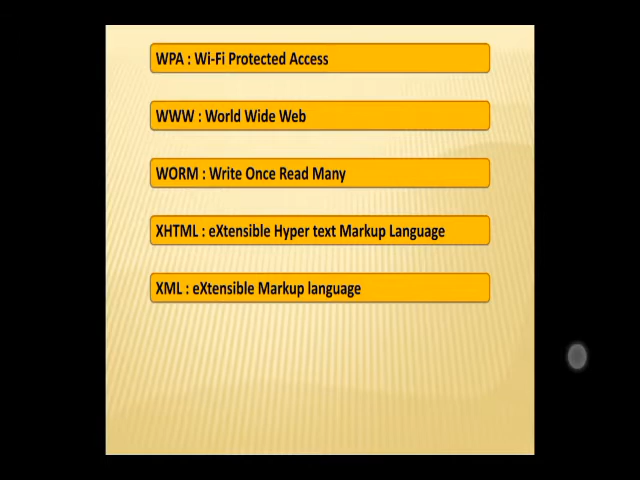 WPA : Wi-Fi Protected Access
WWW : World Wide Web
WORM : Write Once Read Many
XHTML : eXtensible Hyper text Markup Language
XML : eXtensible Markup language